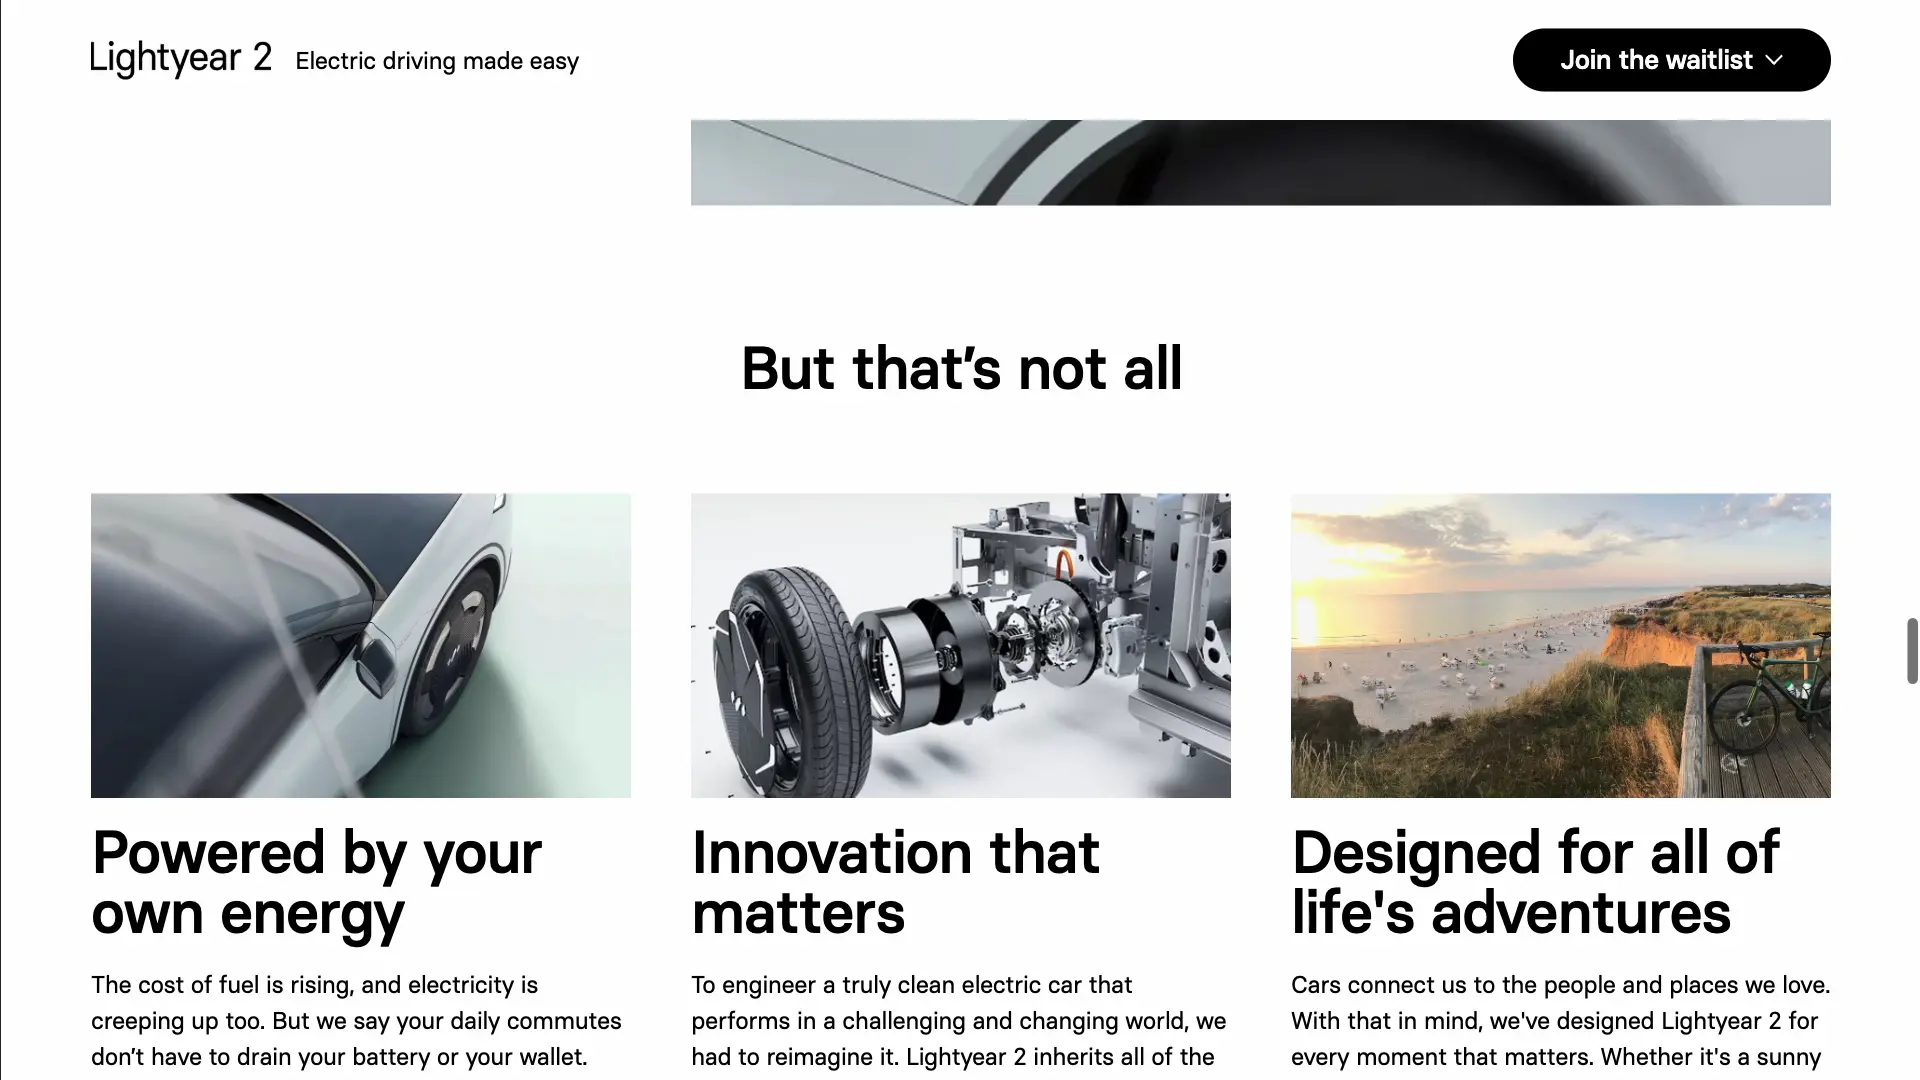 Lightyear 2 Electric driving made easy
Join the waitlist
But that’s not all
Powered by your
own energy
The cost of fuel is rising, and electricity is
creeping up too. But we say your daily commutes
don’t have to drain your battery or your wallet.
Innovation that
matters
To engineer a truly clean electric car that
performs in a challenging and changing world, we
had to reimagine it. Lightyear 2 inherits all of the
Designed for all of
life's adventures
Cars connect us to the people and places we love.
With that in mind, we've designed Lightyear 2 for
every moment that matters. Whether it's a sunny